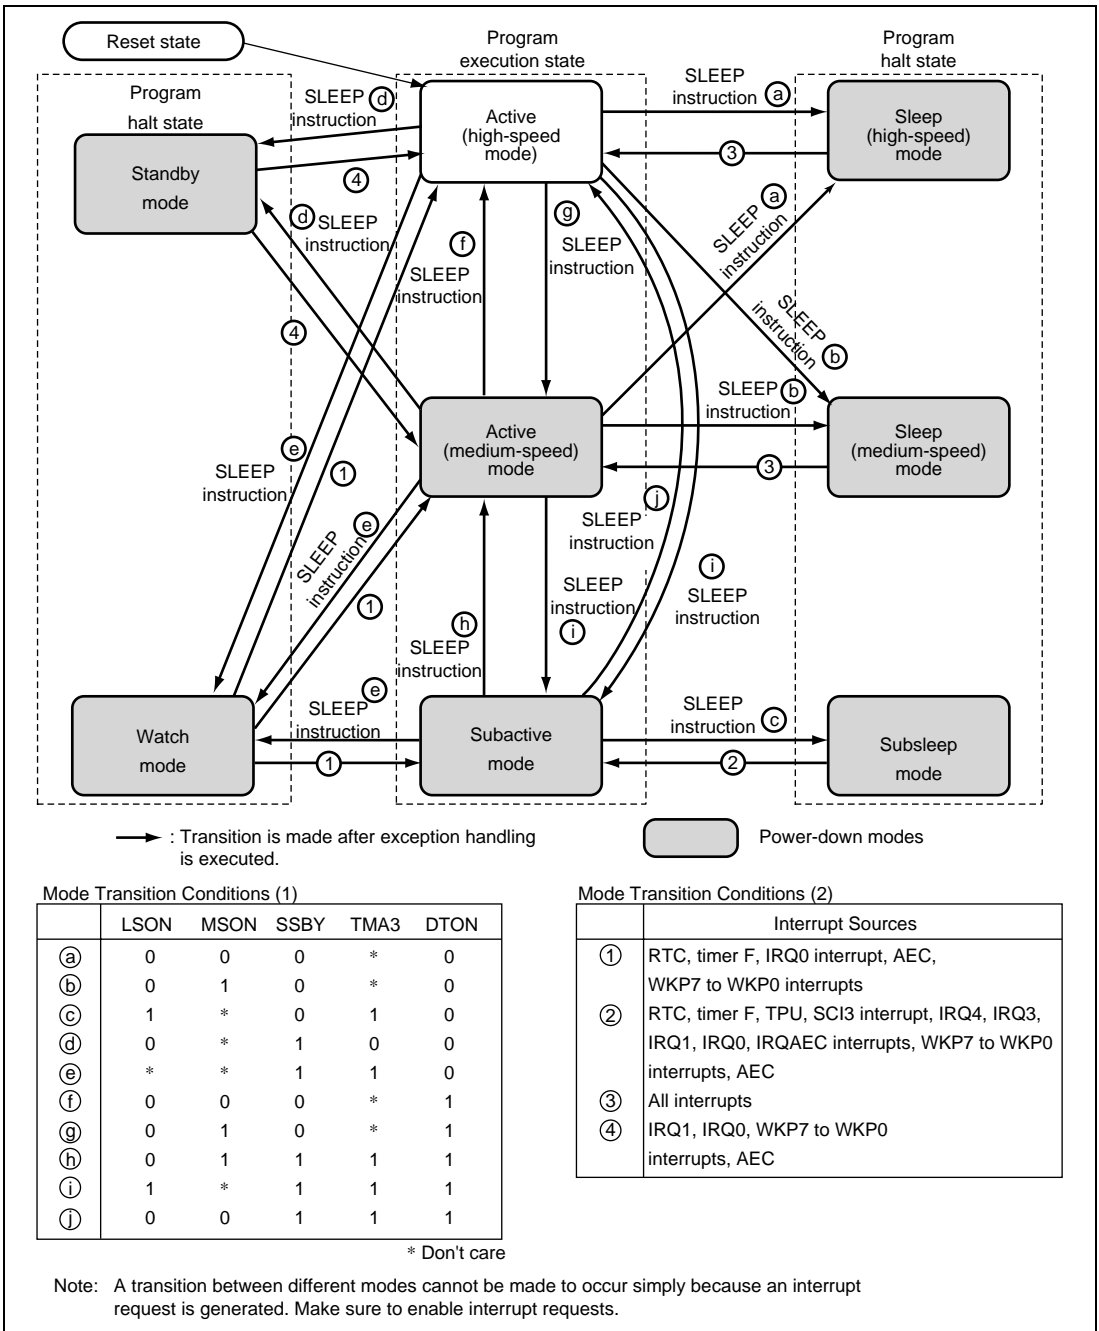 Reset state
Program
execution state
Program
halt state
Program
halt state
SLEEP
instruction
d
Active
(high-speed
mode)
SLEEP
instruction
a
Sleep
(high-speed)
mode
3
Standby
mode
4
d
SLEEP
instruction
f
SLEEP
instruction
g
SLEEP
instruction
a
SLEEP
instruction
SLEEP
instruction
b
4
Active
(medium-speed)
mode
SLEEP
instruction
b
Sleep
(medium-speed)
mode
3
e
SLEEP
instruction
1
SLEEP
instruction
e
1
j
SLEEP
instruction
i
SLEEP
instruction
SLEEP
instruction
i
h
SLEEP
instruction
Watch
mode
e
SLEEP
instruction
1
Subactive
mode
SLEEP
instruction
c
2
Subsleep
mode
: Transition is made after exception handling
is executed.
Power-down modes
Mode Transition Conditions (1)
LSON MSON SSBY TMA3 DTON
a 0 0 0 * 0
b 0 1 0 * 0
c 1 * 0 1 0
d 0 * 1 0 0
e * * 1 1 0
f 0 0 0 * 1
g 0 1 0 * 1
h 0 1 1 1 1
i 1 * 1 1 1
j 0 0 1 1 1
* Don't care
Mode Transition Conditions (2)
Interrupt Sources
1 RTC, timer F, IRQ0 interrupt, AEC,
WKP7 to WKP0 interrupts
2 RTC, timer F, TPU, SCI3 interrupt, IRQ4, IRQ3,
IRQ1, IRQ0, IRQAEC interrupts, WKP7 to WKP0
interrupts, AEC
3 All interrupts
4 IRQ1, IRQ0, WKP7 to WKP0
interrupts, AEC
Note: A transition between different modes cannot be made to occur simply because an interrupt
request is generated. Make sure to enable interrupt requests.